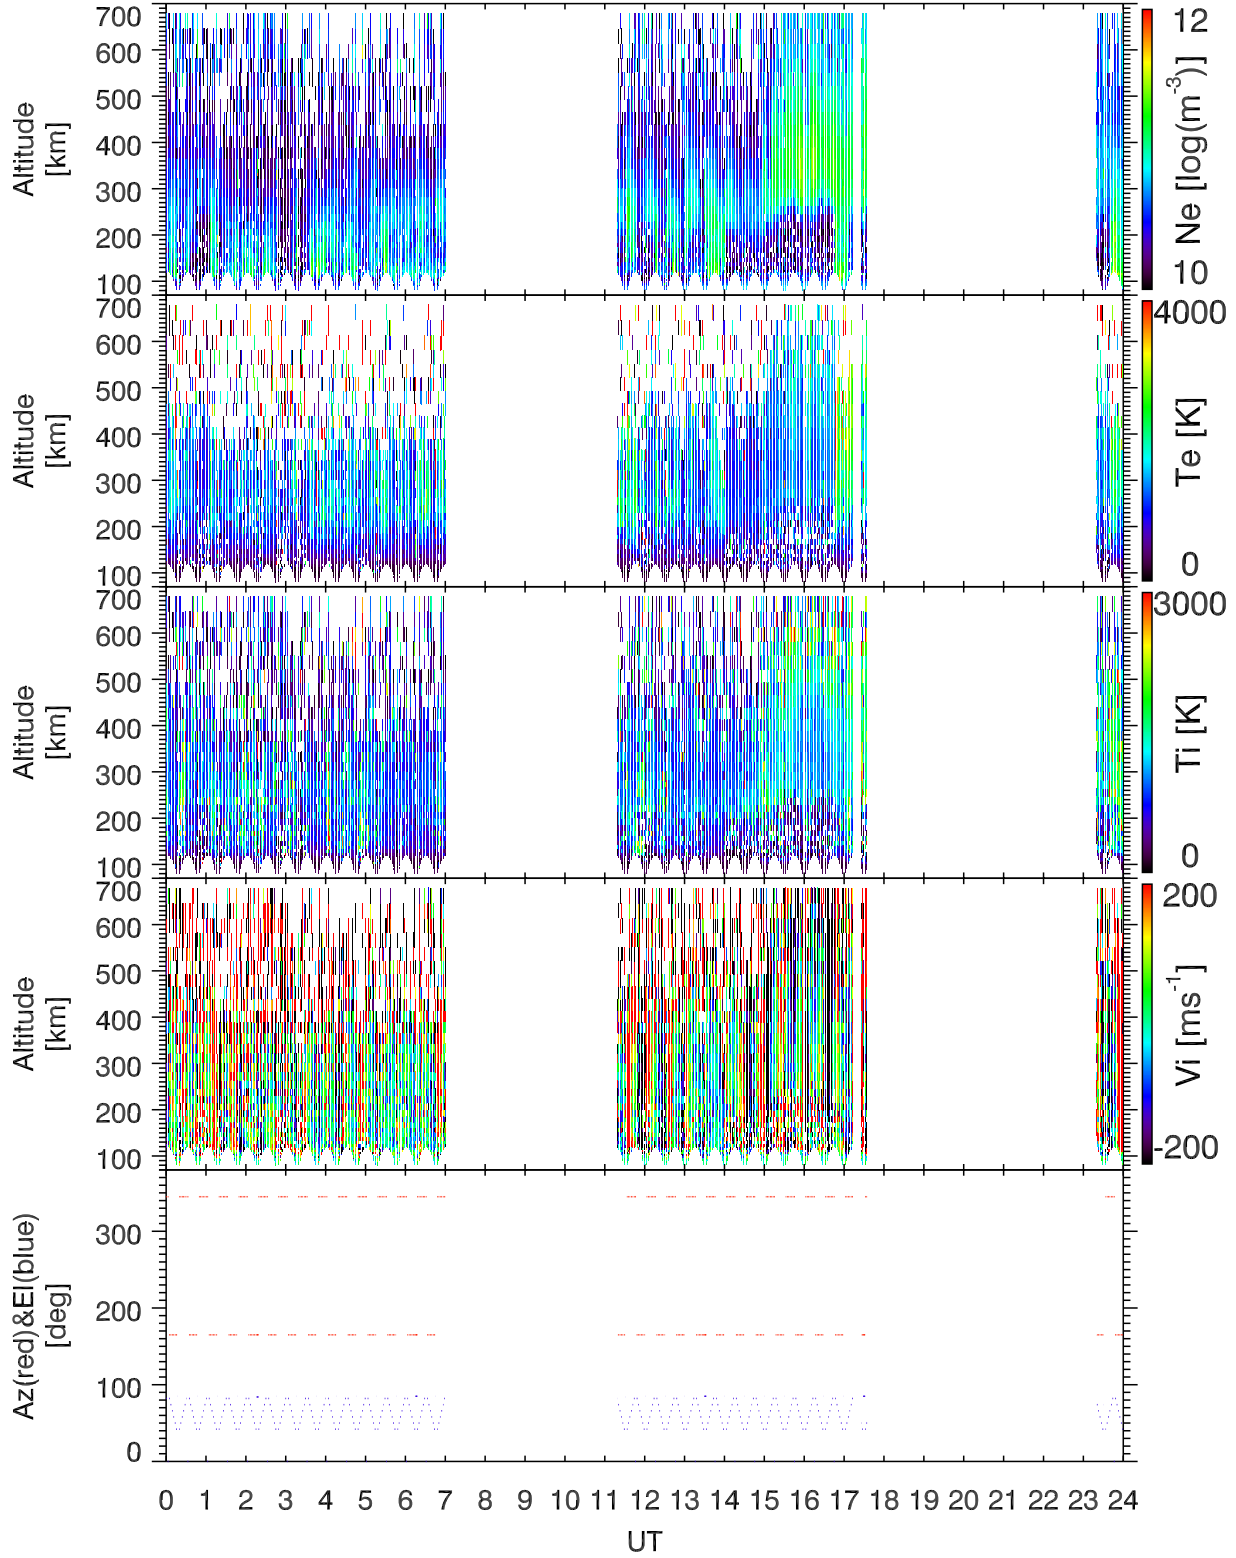 700
600
500
400
300
200
100
Altitude
[km]
12
10
Ne [log(m⁻³)]
700
600
500
400
300
200
100
Altitude
[km]
4000
0
Te [K]
700
600
500
400
300
200
100
Altitude
[km]
3000
0
Ti [K]
700
600
500
400
300
200
100
Altitude
[km]
200
-200
Vi [ms⁻¹]
300
200
100
0
Az(red)&El(blue)
[deg]
0 1 2 3 4 5 6 7 8 9 10 11 12 13 14 15 16 17 18 19 20 21 22 23 24
UT